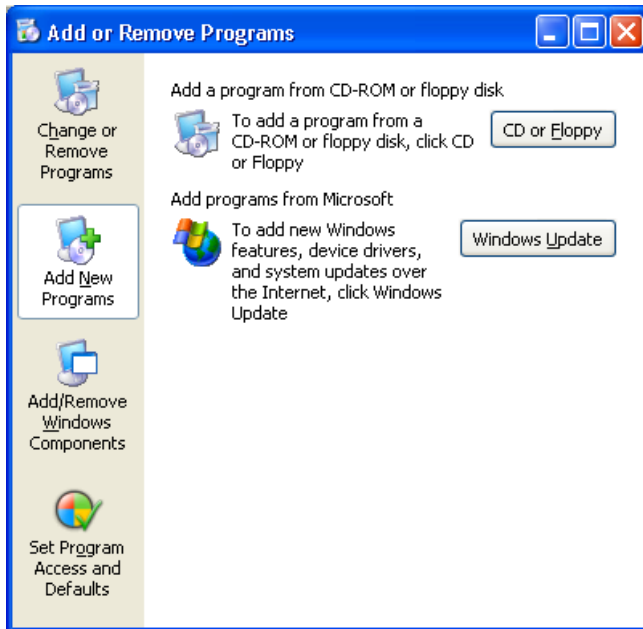 Add or Remove Programs
Change or
Remove
Programs
Add New
Programs
Add/Remove
Windows
Components
Set Program
Access and
Defaults
Add a program from CD-ROM or floppy disk
To add a program from a
CD-ROM or floppy disk, click CD
or Floppy
CD or Floppy
Add programs from Microsoft
To add new Windows
features, device drivers,
and system updates over
the Internet, click Windows
Update
Windows Update